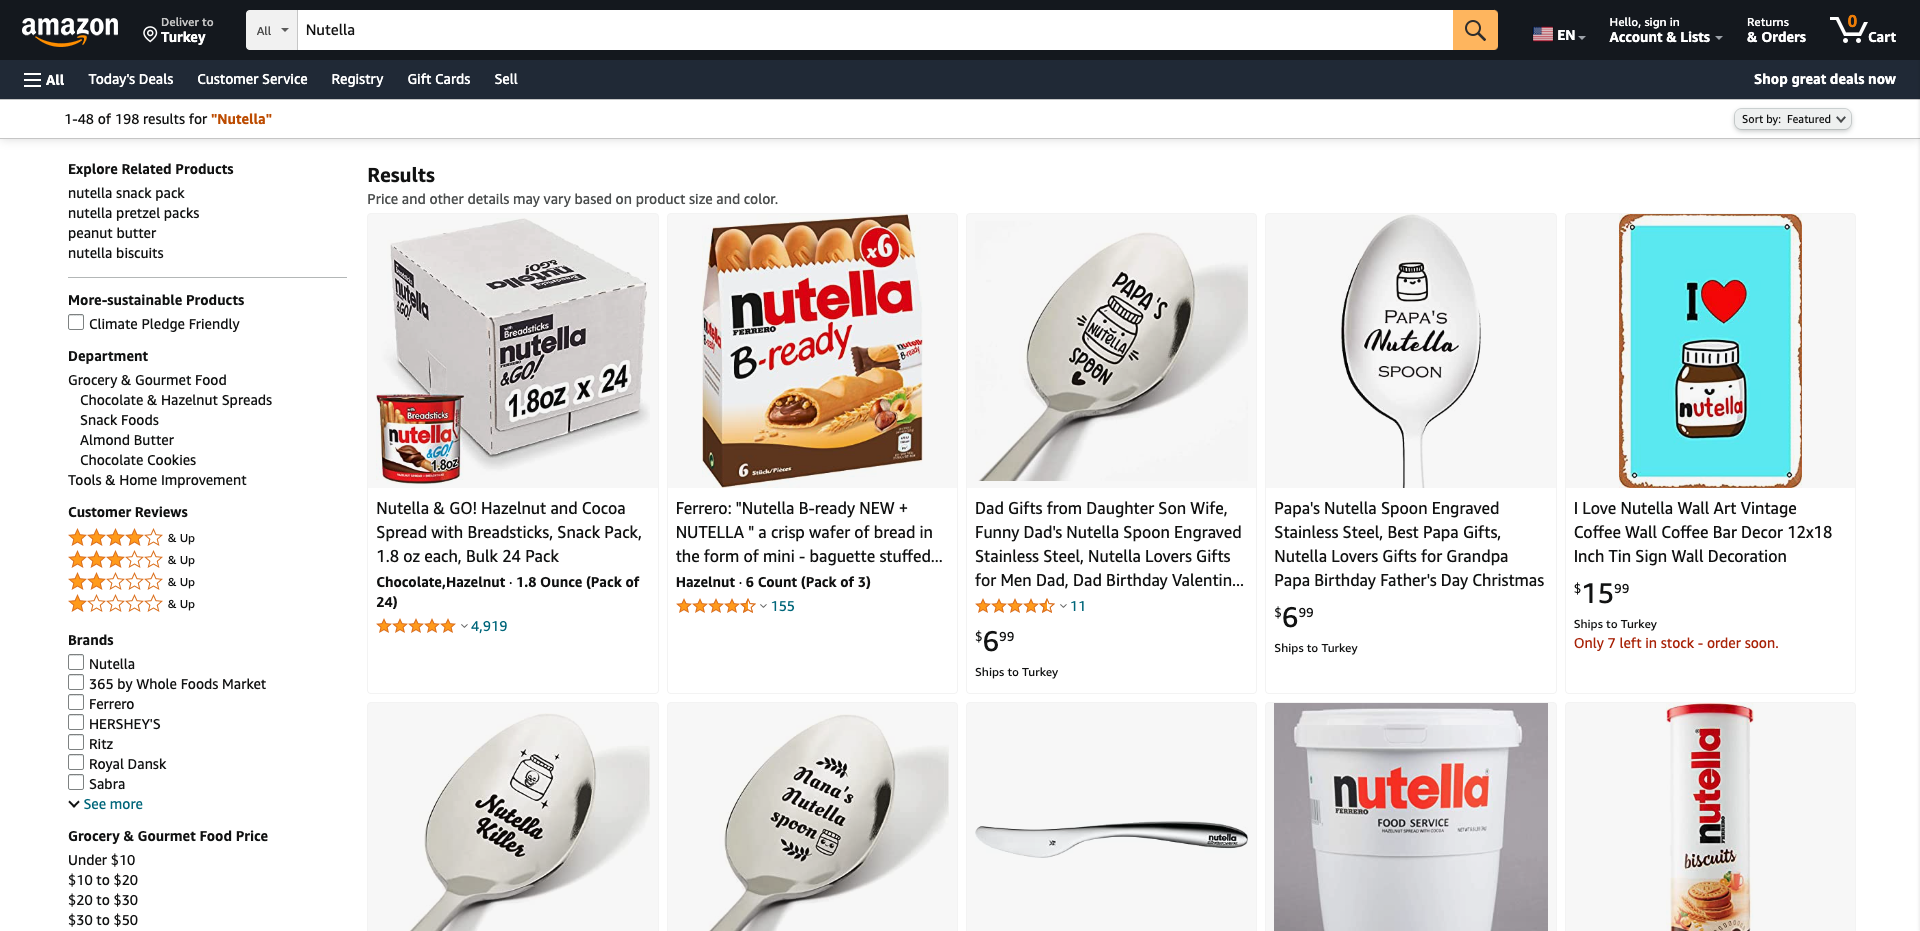 amazon
Deliver to
Turkey
All
Nutella
EN
Hello, sign in
Account & Lists
Returns
& Orders
0
Cart
All
Today's Deals
Customer Service
Registry
Gift Cards
Sell
Shop great deals now
1-48 of 198 results for "Nutella"
Sort by: Featured
Explore Related Products
nutella snack pack
nutella pretzel packs
peanut butter
nutella biscuits
More-sustainable Products
Climate Pledge Friendly
Department
Grocery & Gourmet Food
Chocolate & Hazelnut Spreads
Snack Foods
Almond Butter
Chocolate Cookies
Tools & Home Improvement
Customer Reviews
& Up
& Up
& Up
& Up
Brands
Nutella
365 by Whole Foods Market
Ferrero
HERSHEY'S
Ritz
Royal Dansk
Sabra
See more
Grocery & Gourmet Food Price
Under $10
$10 to $20
$20 to $30
$30 to $50
Results
Price and other details may vary based on product size and color.
nutella
&GO!
Breadsticks
nutella
&GO!
Breadsticks
nutella
&GO!
1.8oz x 24
Breadsticks
nutella
&GO!
1.8oz
Nutella & GO! Hazelnut and Cocoa
Spread with Breadsticks, Snack Pack,
1.8 oz each, Bulk 24 Pack
Chocolate,Hazelnut · 1.8 Ounce (Pack of
24)
4,919
x6
nutella
FERRERO
B-ready
6 Stück/Pieces
Ferrero: "Nutella B-ready NEW +
NUTELLA " a crisp wafer of bread in
the form of mini - baguette stuffed...
Hazelnut · 6 Count (Pack of 3)
155
PAPA'S
NUTELLA
SPOON
Dad Gifts from Daughter Son Wife,
Funny Dad's Nutella Spoon Engraved
Stainless Steel, Nutella Lovers Gifts
for Men Dad, Dad Birthday Valentin...
11
$6.99
Ships to Turkey
PAPA'S
Nutella
SPOON
Papa's Nutella Spoon Engraved
Stainless Steel, Best Papa Gifts,
Nutella Lovers Gifts for Grandpa
Papa Birthday Father's Day Christmas
$6.99
Ships to Turkey
I
nutella
I Love Nutella Wall Art Vintage
Coffee Wall Coffee Bar Decor 12x18
Inch Tin Sign Wall Decoration
$15.99
Ships to Turkey
Only 7 left in stock - order soon.
Nutella
Killer
Nana's
Nutella
spoon
nutella
nutella
FERRERO
FOOD SERVICE
HAZELNUT SPREAD WITH COCOA
nutella
FERRERO
biscuits